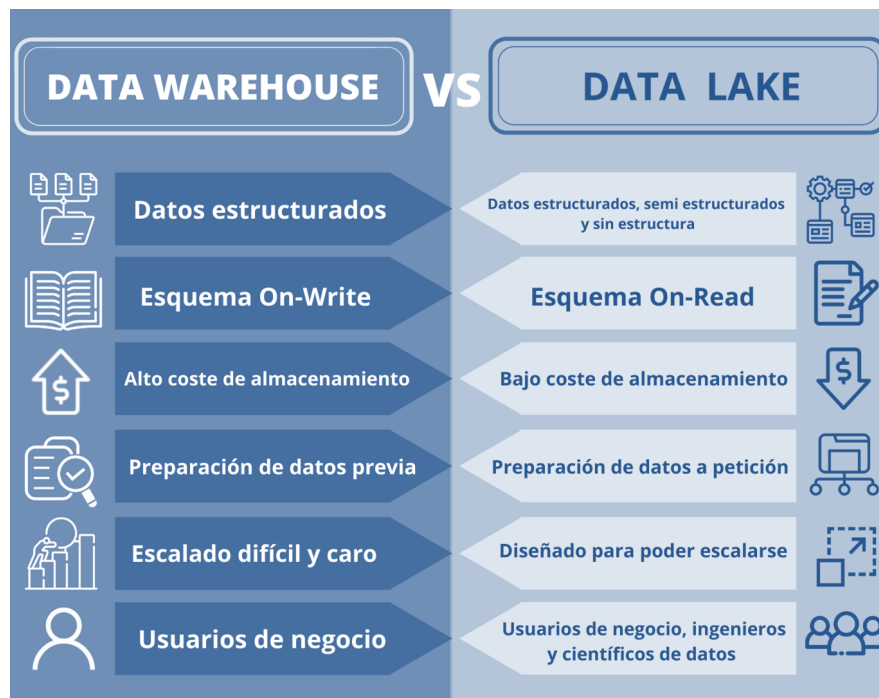 DATA WAREHOUSE
VS
DATA LAKE
Datos estructurados
Datos estructurados, semi estructurados
y sin estructura
Esquema On-Write
Esquema On-Read
Alto coste de almacenamiento
Bajo coste de almacenamiento
Preparación de datos previa
Preparación de datos a petición
Escalado difícil y caro
Diseñado para poder escalarse
Usuarios de negocio
Usuarios de negocio, ingenieros
y científicos de datos
$
$